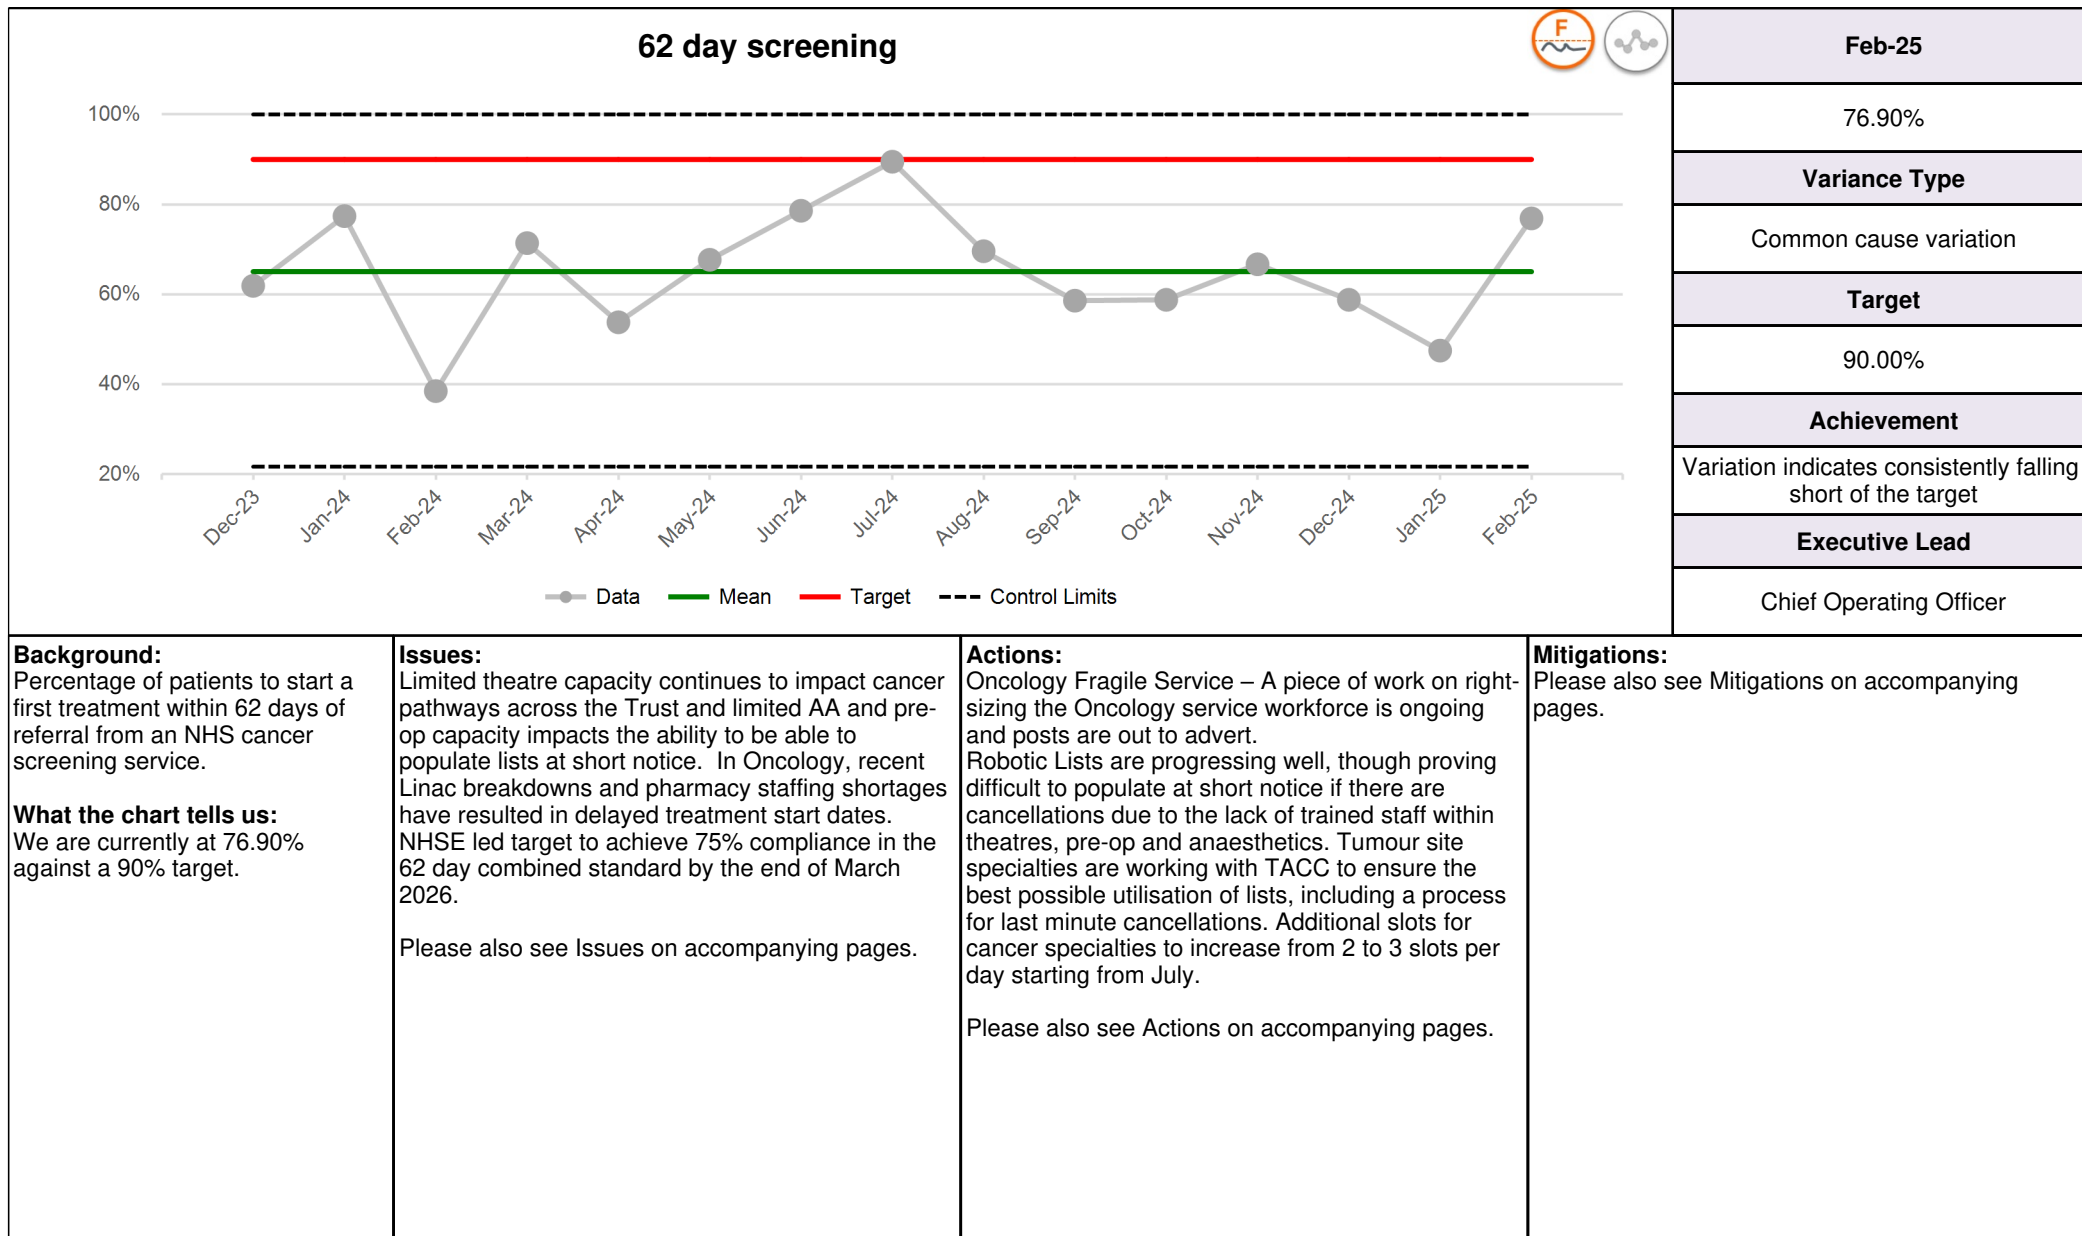 62 day screening
F
100%
80%
60%
40%
20%
Dec-23
Jan-24
Feb-24
Mar-24
Apr-24
May-24
Jun-24
Jul-24
Aug-24
Sep-24
Oct-24
Nov-24
Dec-24
Jan-25
Feb-25
Data
Mean
Target
Control Limits
Feb-25
76.90%
Variance Type
Common cause variation
Target
90.00%
Achievement
Variation indicates consistently falling
short of the target
Executive Lead
Chief Operating Officer
Background:
Percentage of patients to start a
first treatment within 62 days of
referral from an NHS cancer
screening service.
What the chart tells us:
We are currently at 76.90%
against a 90% target.
Issues:
Limited theatre capacity continues to impact cancer
pathways across the Trust and limited AA and pre-
op capacity impacts the ability to be able to
populate lists at short notice.  In Oncology, recent
Linac breakdowns and pharmacy staffing shortages
have resulted in delayed treatment start dates.
NHSE led target to achieve 75% compliance in the
62 day combined standard by the end of March
2026.
Please also see Issues on accompanying pages.
Actions:
Oncology Fragile Service – A piece of work on right-
sizing the Oncology service workforce is ongoing
and posts are out to advert.
Robotic Lists are progressing well, though proving
difficult to populate at short notice if there are
cancellations due to the lack of trained staff within
theatres, pre-op and anaesthetics. Tumour site
specialties are working with TACC to ensure the
best possible utilisation of lists, including a process
for last minute cancellations. Additional slots for
cancer specialties to increase from 2 to 3 slots per
day starting from July.
Please also see Actions on accompanying pages.
Mitigations:
Please also see Mitigations on accompanying
pages.